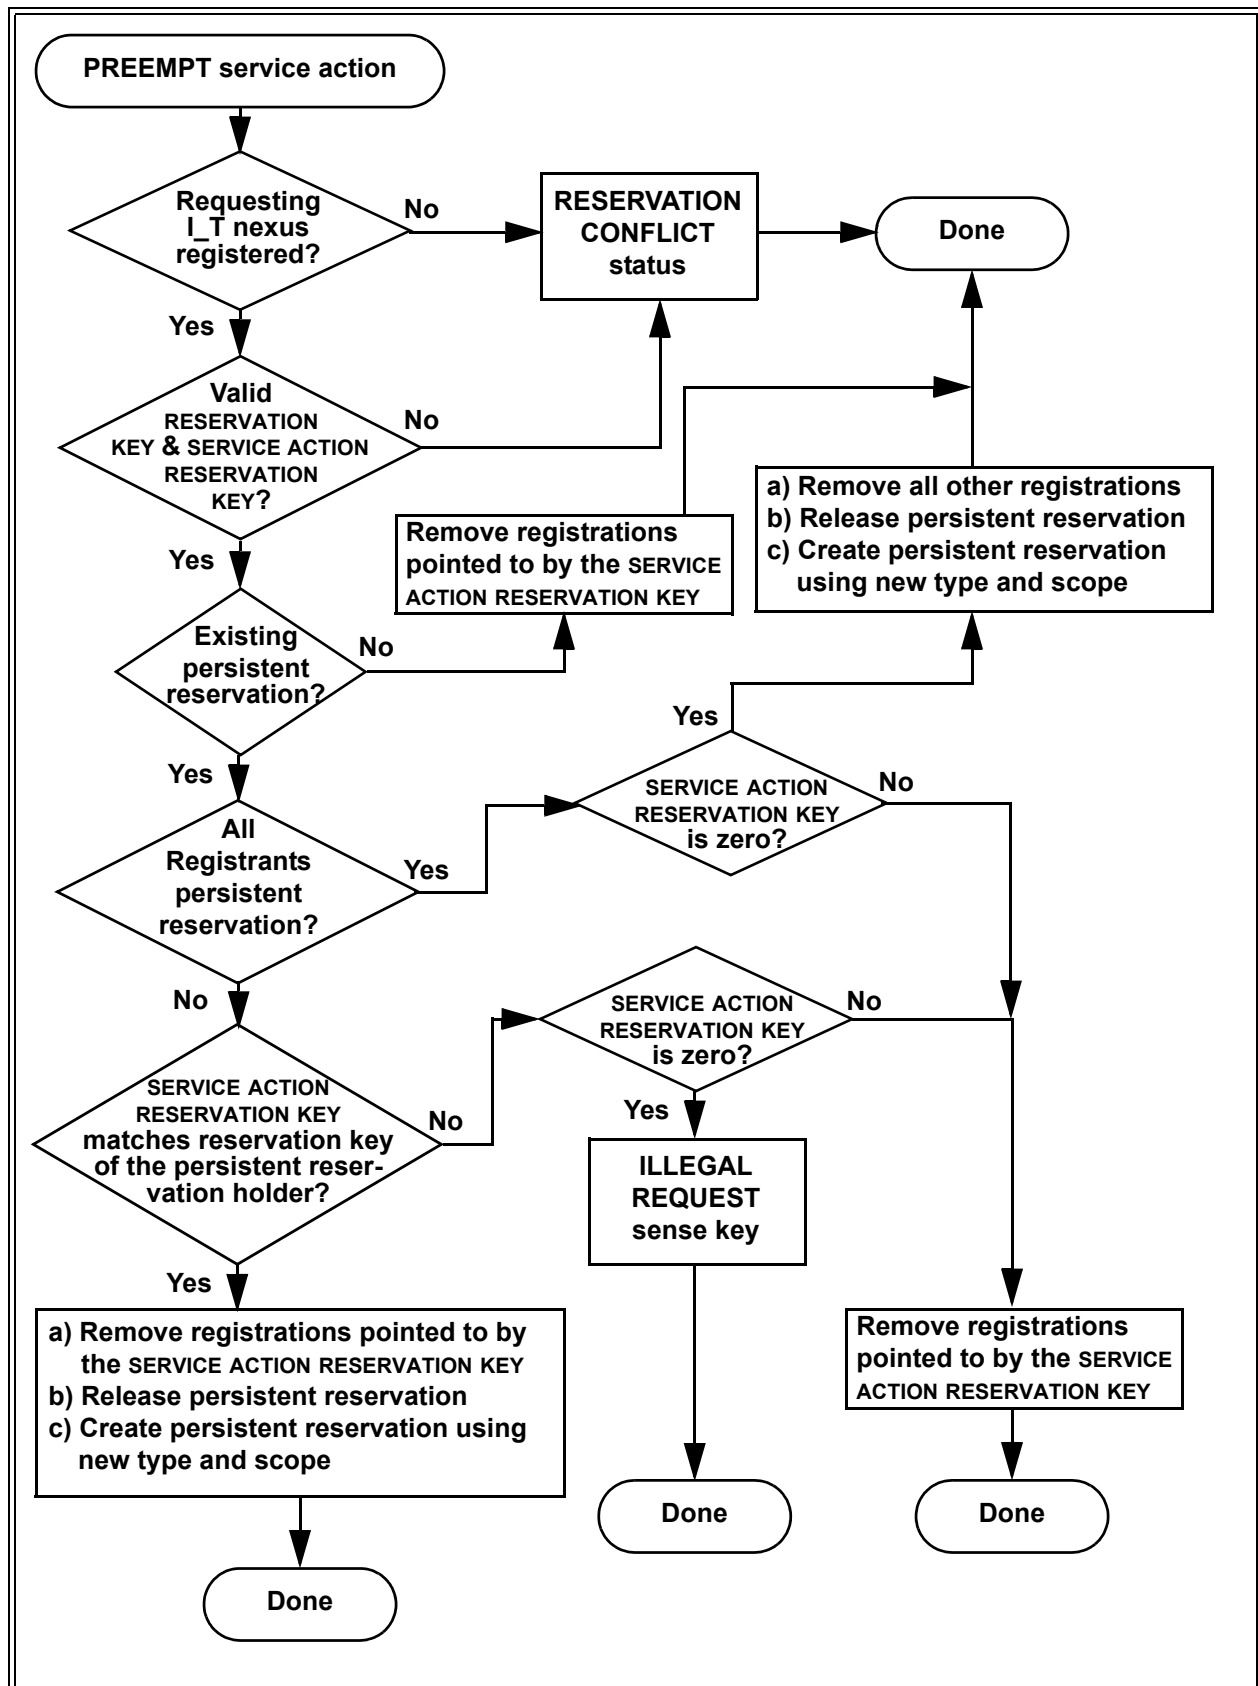 PREEMPT service action
Requesting
I_T nexus
registered?
No
RESERVATION
CONFLICT
status
Done
Yes
Valid
RESERVATION
KEY & SERVICE ACTION
RESERVATION
KEY?
No
a) Remove all other registrations
b) Release persistent reservation
c) Create persistent reservation
using new type and scope
Remove registrations
pointed to by the SERVICE
ACTION RESERVATION KEY
Yes
Existing
persistent
reservation?
No
Yes
Yes
SERVICE ACTION
RESERVATION KEY
is zero?
No
All
Registrants
persistent
reservation?
Yes
No
SERVICE ACTION
RESERVATION KEY
is zero?
No
SERVICE ACTION
RESERVATION KEY
matches reservation key
of the persistent reser-
vation holder?
No
Yes
ILLEGAL
REQUEST
sense key
Yes
a) Remove registrations pointed to by
the SERVICE ACTION RESERVATION KEY
b) Release persistent reservation
c) Create persistent reservation using
new type and scope
Remove registrations
pointed to by the SERVICE
ACTION RESERVATION KEY
Done
Done
Done